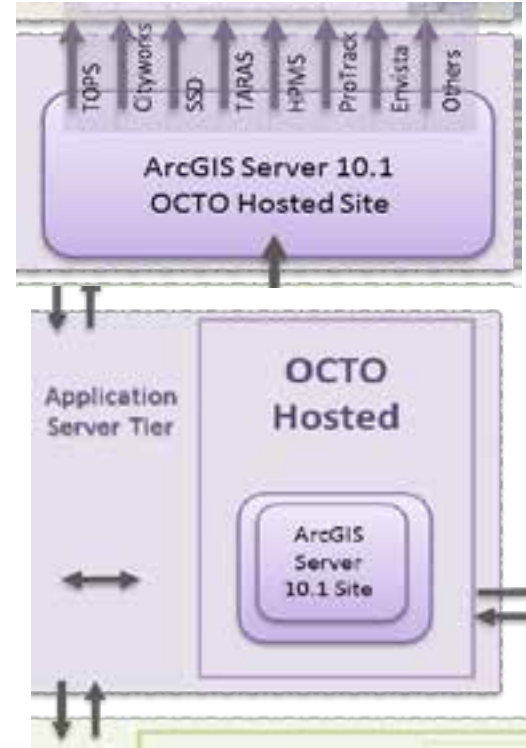 TOPS
Cityworks
SSD
TARAS
HPMS
ProTrack
Envista
Others
ArcGIS Server 10.1
OCTO Hosted Site
OCTO
Hosted
Application
Server Tier
ArcGIS
Server
10.1 Site